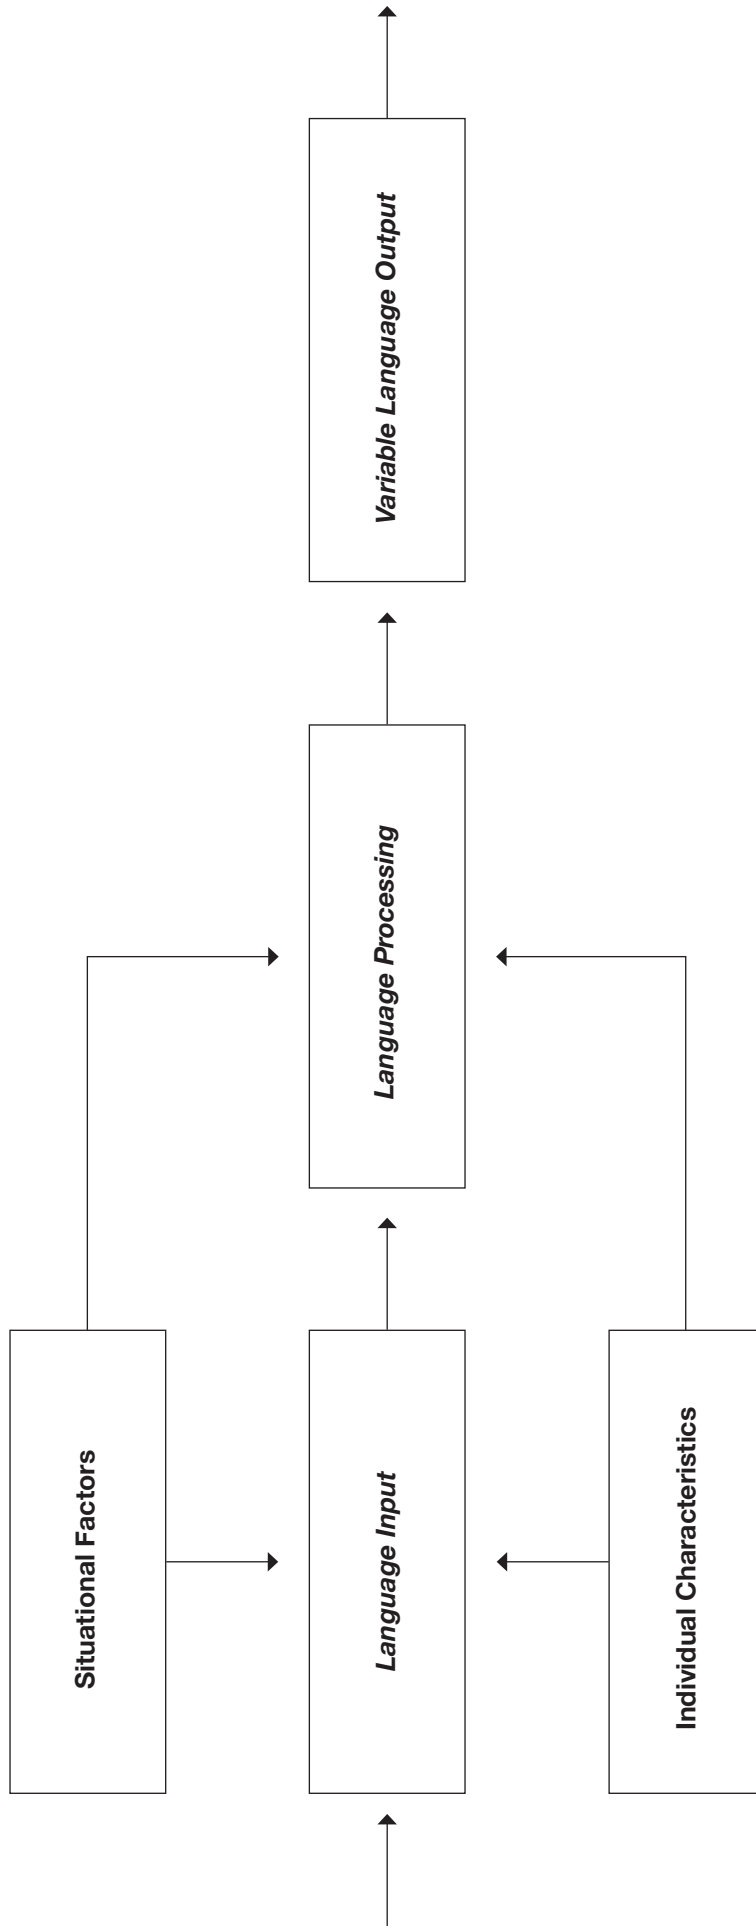 Situational Factors
Language Input
Individual Characteristics
Language Processing
Variable Language Output